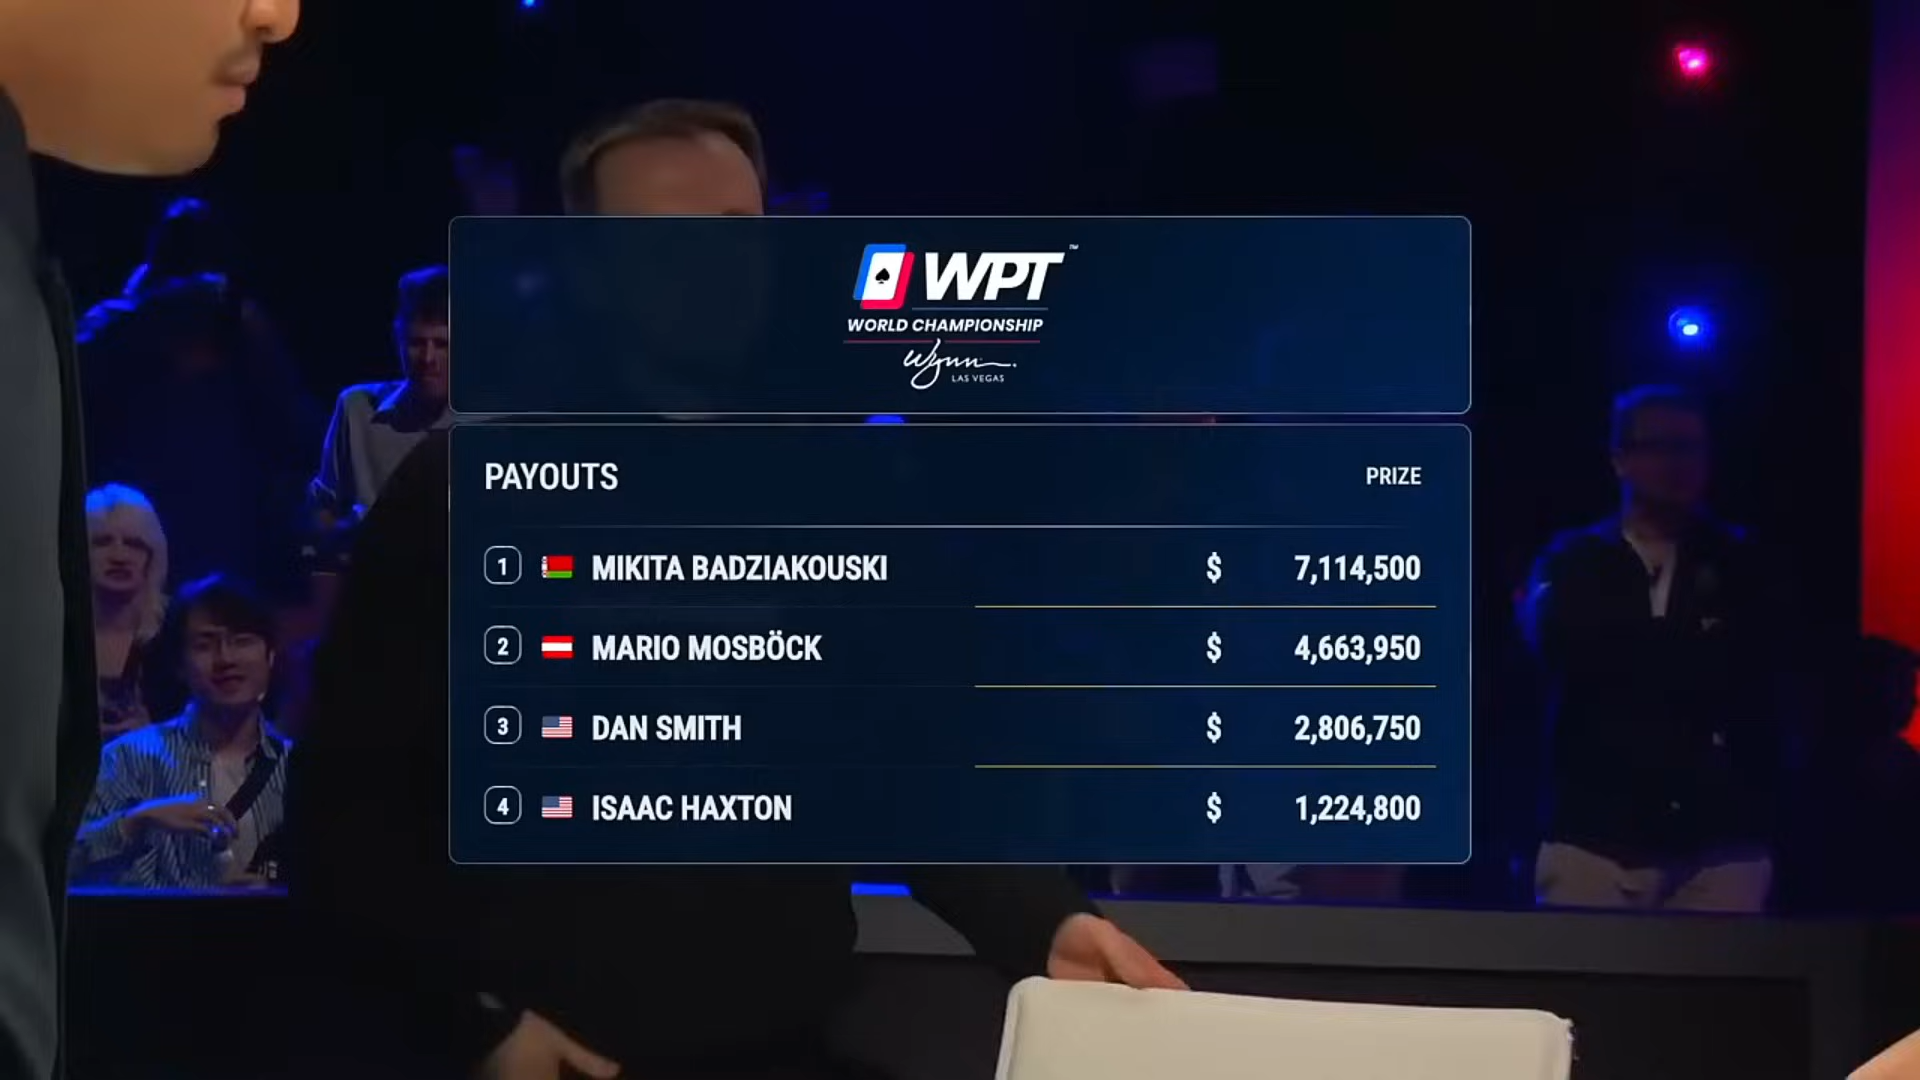 WPT™
WORLD CHAMPIONSHIP
Wynn
LAS VEGAS
PAYOUTS PRIZE
1 MIKITA BADZIAKOUSKI $ 7,114,500
2 MARIO MOSBÖCK $ 4,663,950
3 DAN SMITH $ 2,806,750
4 ISAAC HAXTON $ 1,224,800